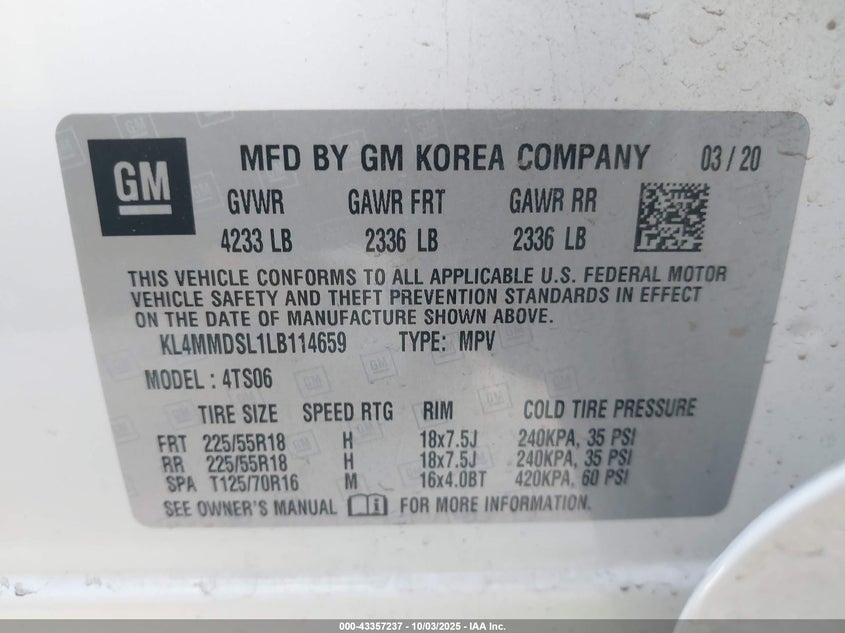 GM
MFD BY GM KOREA COMPANY 03/20
GVWR GAWR FRT GAWR RR
4233 LB 2336 LB 2336 LB
THIS VEHICLE CONFORMS TO ALL APPLICABLE U.S. FEDERAL MOTOR
VEHICLE SAFETY AND THEFT PREVENTION STANDARDS IN EFFECT
ON THE DATE OF MANUFACTURE SHOWN ABOVE.
KL4MMDSL1LB114659 TYPE: MPV
MODEL : 4TS06
TIRE SIZE SPEED RTG RIM COLD TIRE PRESSURE
FRT 225/55R18 H 18x7.5J 240KPA, 35 PSI
RR 225/55R18 H 18x7.5J 240KPA, 35 PSI
SPA T125/70R16 M 16x4.0BT 420KPA, 60 PSI
SEE OWNER'S MANUAL i FOR MORE INFORMATION.
000-43357237 - 10/03/2025 - IAA Inc.